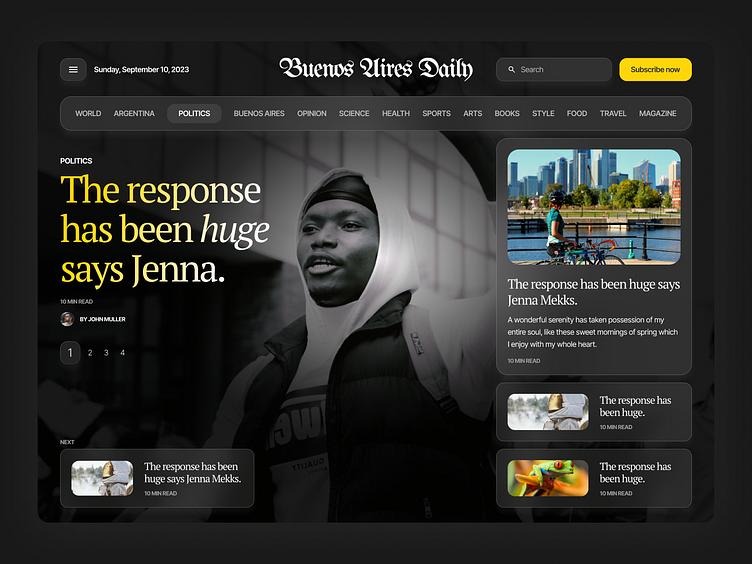 Sunday, September 10, 2023
Buenos Aires Daily
Search
Subscribe now
WORLD ARGENTINA POLITICS BUENOS AIRES OPINION SCIENCE HEALTH SPORTS ARTS BOOKS STYLE FOOD TRAVEL MAGAZINE
POLITICS
The response
has been huge
says Jenna.
10 MIN READ
BY JOHN MULLER
1 2 3 4
NEXT
The response has been
huge says Jenna Mekks.
10 MIN READ
The response has been huge says
Jenna Mekks.
A wonderful serenity has taken possession of my
entire soul, like these sweet mornings of spring which
I enjoy with my whole heart.
10 MIN READ
The response has
been huge.
10 MIN READ
The response has
been huge.
10 MIN READ